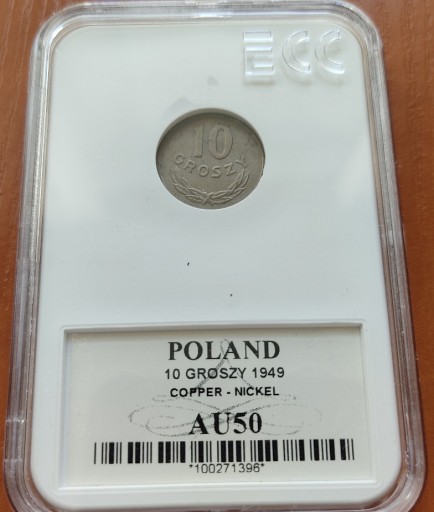 ECC
10
GROSZY
POLAND
10 GROSZY 1949
COPPER - NICKEL
AU50
*100271396*